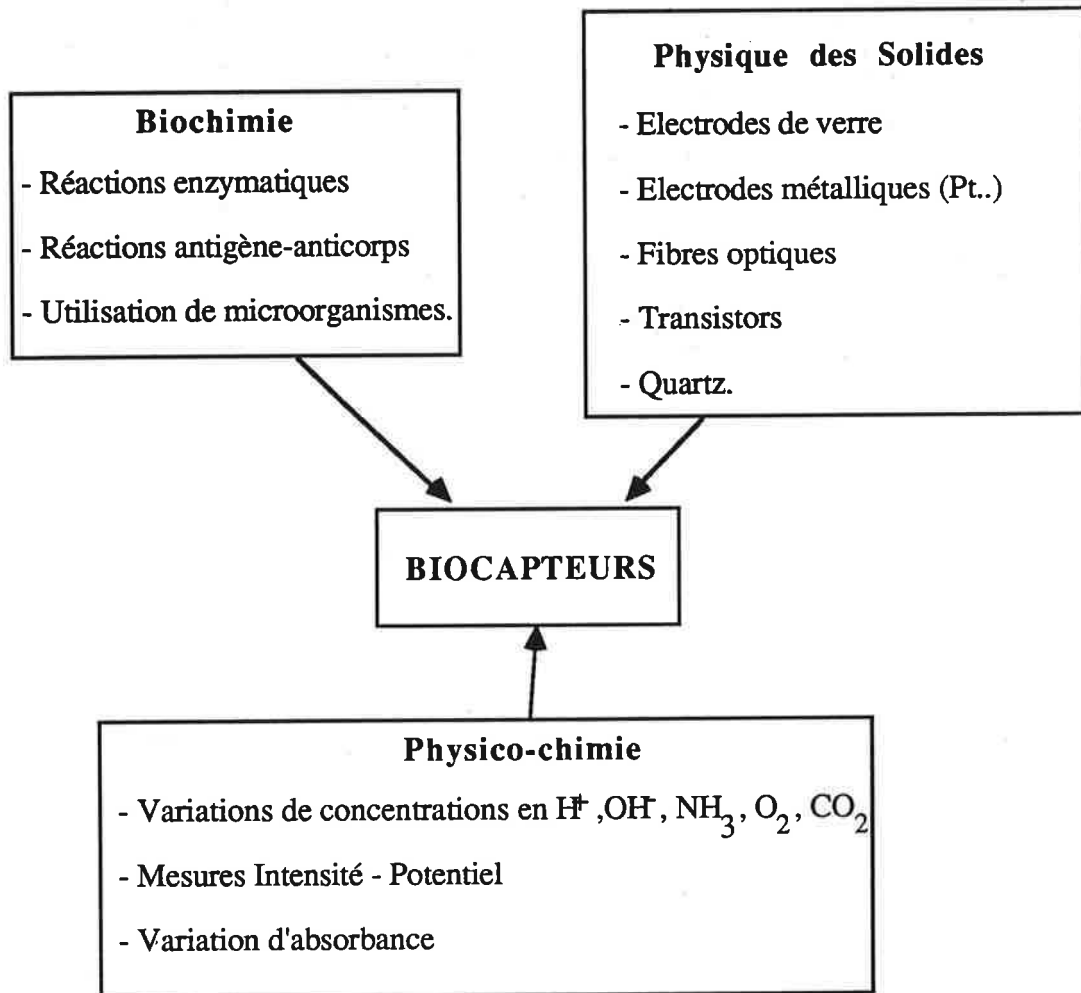 Biochimie
- Réactions enzymatiques
- Réactions antigène-anticorps
- Utilisation de microorganismes.
Physique des Solides
- Electrodes de verre
- Electrodes métalliques (Pt..)
- Fibres optiques
- Transistors
- Quartz.
BIOCAPTEURS
Physico-chimie
- Variations de concentrations en H⁺ ,OH⁻, NH₃, O₂, CO₂
- Mesures Intensité - Potentiel
- Variation d'absorbance